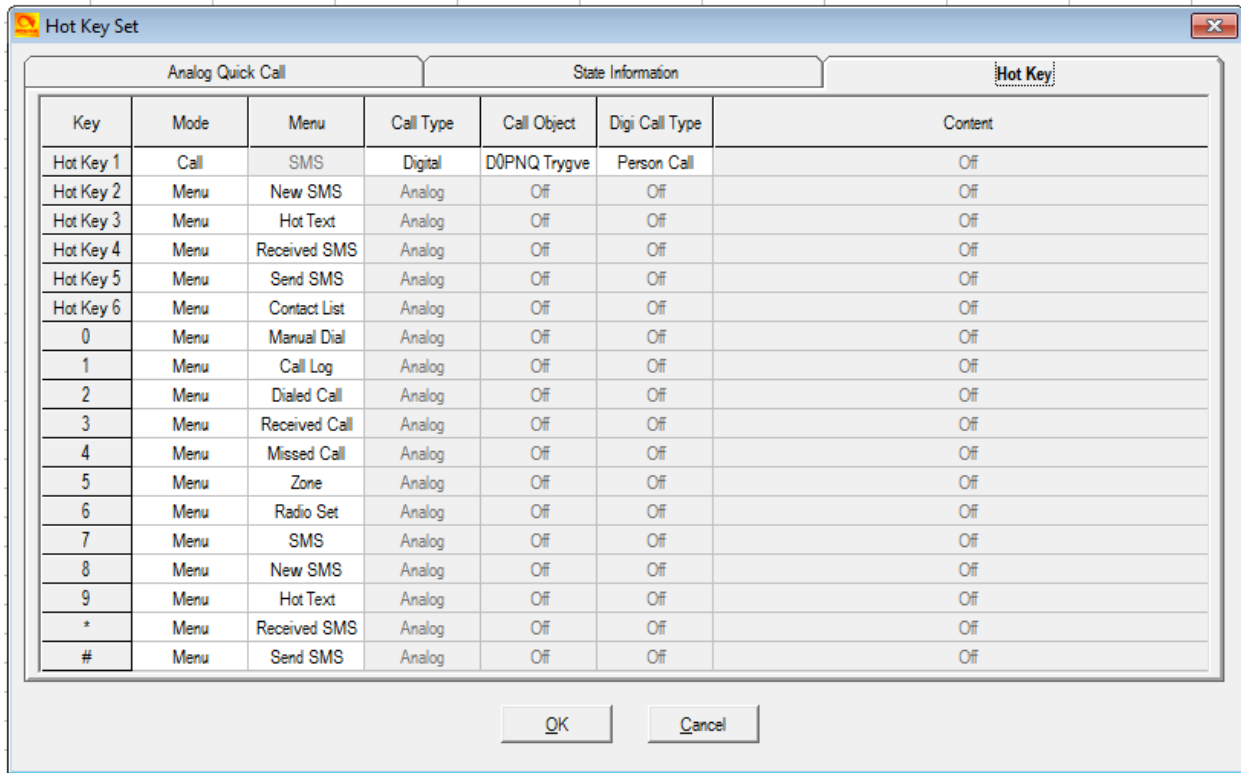 Hot Key Set
Analog Quick Call State Information Hot Key
Key Mode Menu Call Type Call Object Digi Call Type Content
Hot Key 1 Call SMS Digital D0PNQ Trygve Person Call Off
Hot Key 2 Menu New SMS Analog Off Off Off
Hot Key 3 Menu Hot Text Analog Off Off Off
Hot Key 4 Menu Received SMS Analog Off Off Off
Hot Key 5 Menu Send SMS Analog Off Off Off
Hot Key 6 Menu Contact List Analog Off Off Off
0 Menu Manual Dial Analog Off Off Off
1 Menu Call Log Analog Off Off Off
2 Menu Dialed Call Analog Off Off Off
3 Menu Received Call Analog Off Off Off
4 Menu Missed Call Analog Off Off Off
5 Menu Zone Analog Off Off Off
6 Menu Radio Set Analog Off Off Off
7 Menu SMS Analog Off Off Off
8 Menu New SMS Analog Off Off Off
9 Menu Hot Text Analog Off Off Off
* Menu Received SMS Analog Off Off Off
# Menu Send SMS Analog Off Off Off
OK Cancel